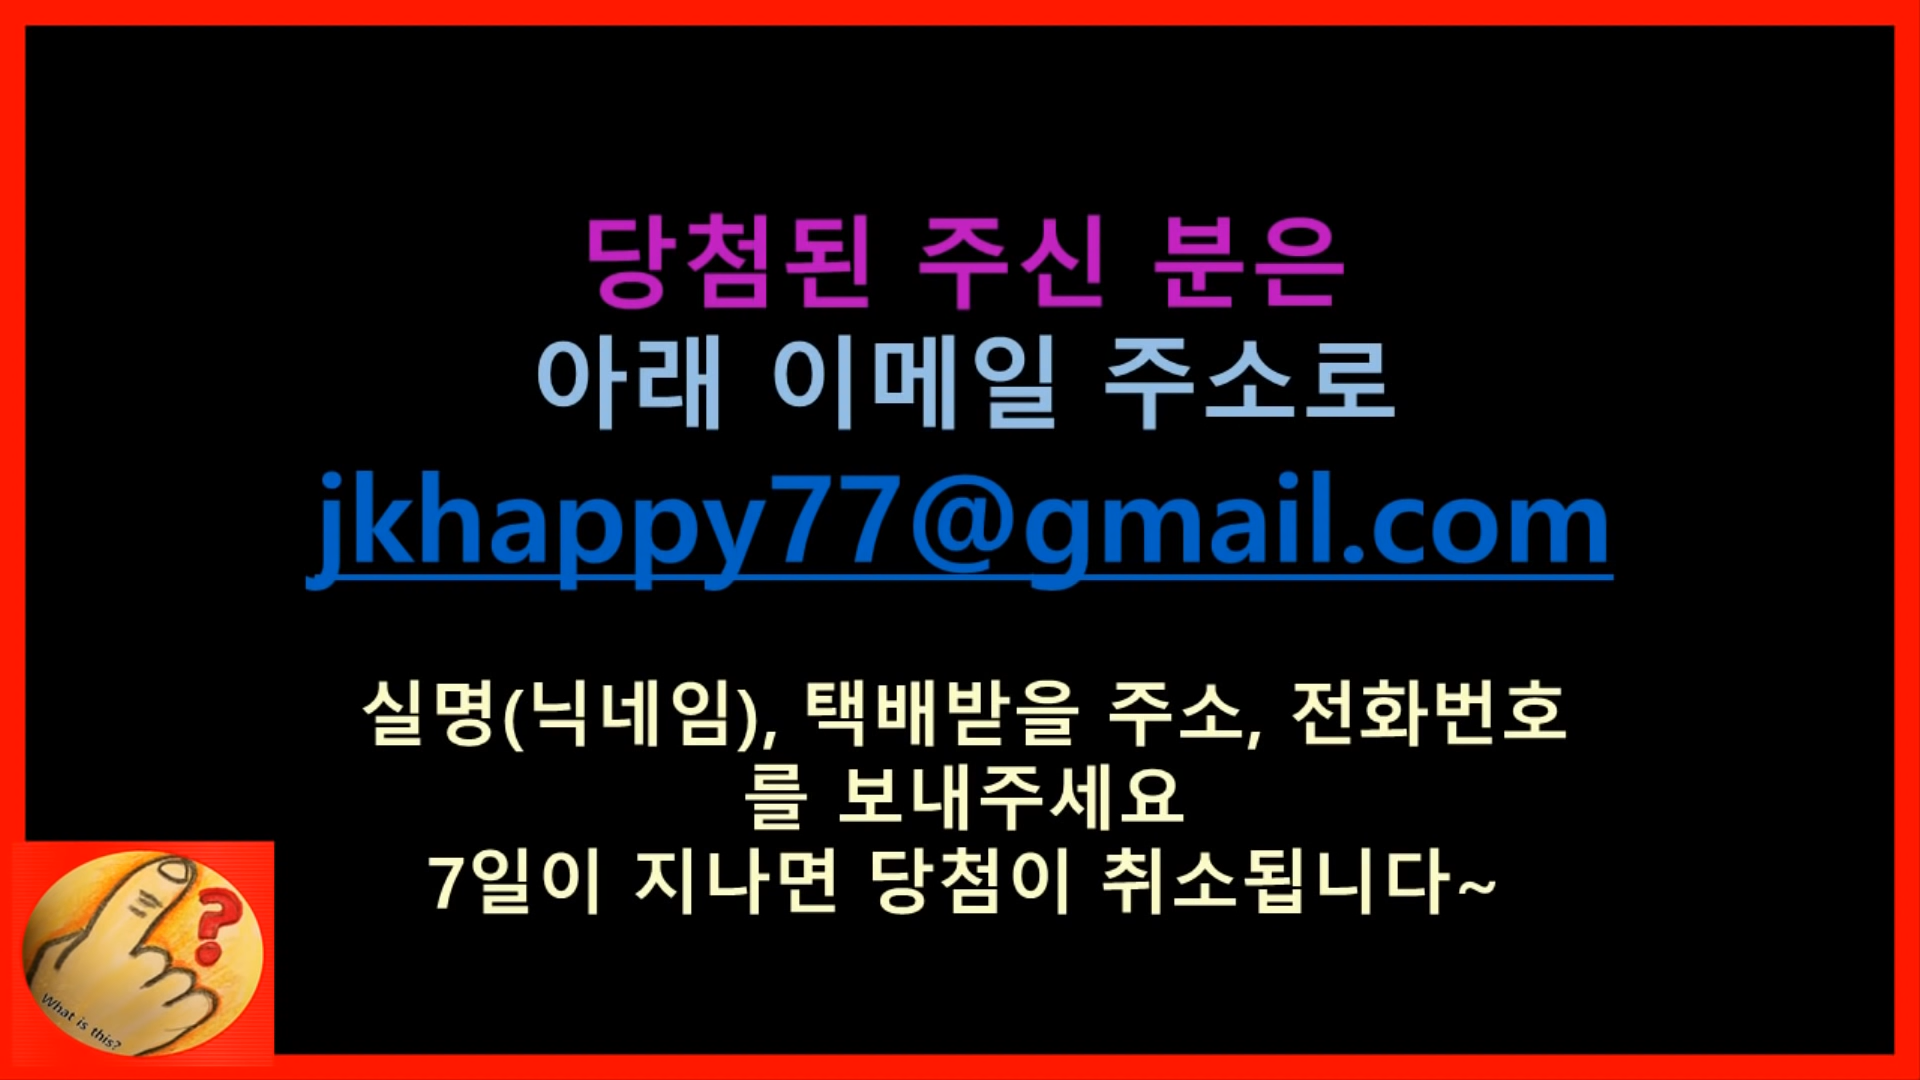 당첨된 주신 분은
아래 이메일 주소로
jkhappy77@gmail.com
실명(닉네임), 택배받을 주소, 전화번호
를 보내주세요
7일이 지나면 당첨이 취소됩니다~
?
What is this?